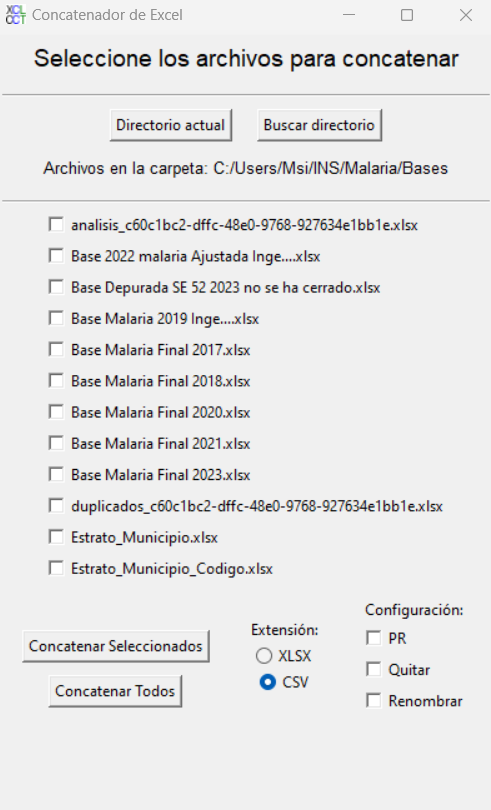 XCL
CCT
Concatenador de Excel
Seleccione los archivos para concatenar
Directorio actual
Buscar directorio
Archivos en la carpeta: C:/Users/Msi/INS/Malaria/Bases
analisis_c60c1bc2-dffc-48e0-9768-927634e1bb1e.xlsx
Base 2022 malaria Ajustada Inge....xlsx
Base Depurada SE 52 2023 no se ha cerrado.xlsx
Base Malaria 2019 Inge....xlsx
Base Malaria Final 2017.xlsx
Base Malaria Final 2018.xlsx
Base Malaria Final 2020.xlsx
Base Malaria Final 2021.xlsx
Base Malaria Final 2023.xlsx
duplicados_c60c1bc2-dffc-48e0-9768-927634e1bb1e.xlsx
Estrato_Municipio.xlsx
Estrato_Municipio_Codigo.xlsx
Concatenar Seleccionados
Concatenar Todos
Extensión:
XLSX
CSV
Configuración:
PR
Quitar
Renombrar